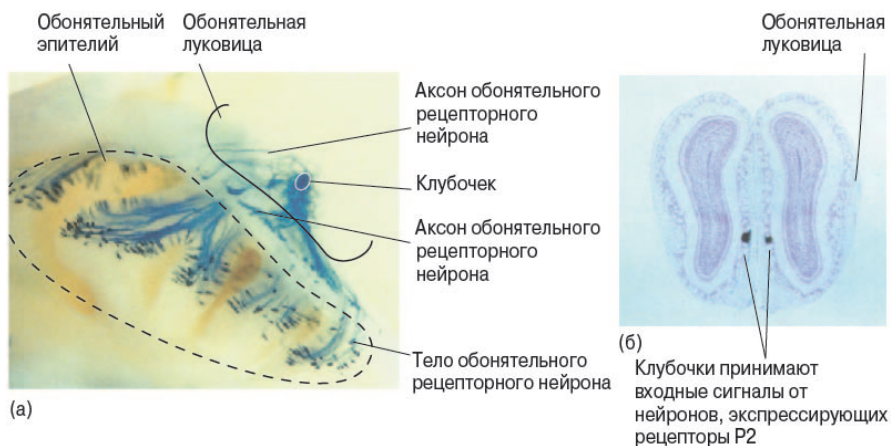 Обонятельный
эпителий
Обонятельная
луковица
Аксон обонятельного
рецепторного
нейрона
Клубочек
Аксон обонятельного
рецепторного
нейрона
Тело обонятельного
рецепторного нейрона
(а)
Обонятельная
луковица
(б)
Клубочки принимают
входные сигналы от
нейронов, экспрессирующих
рецепторы P2